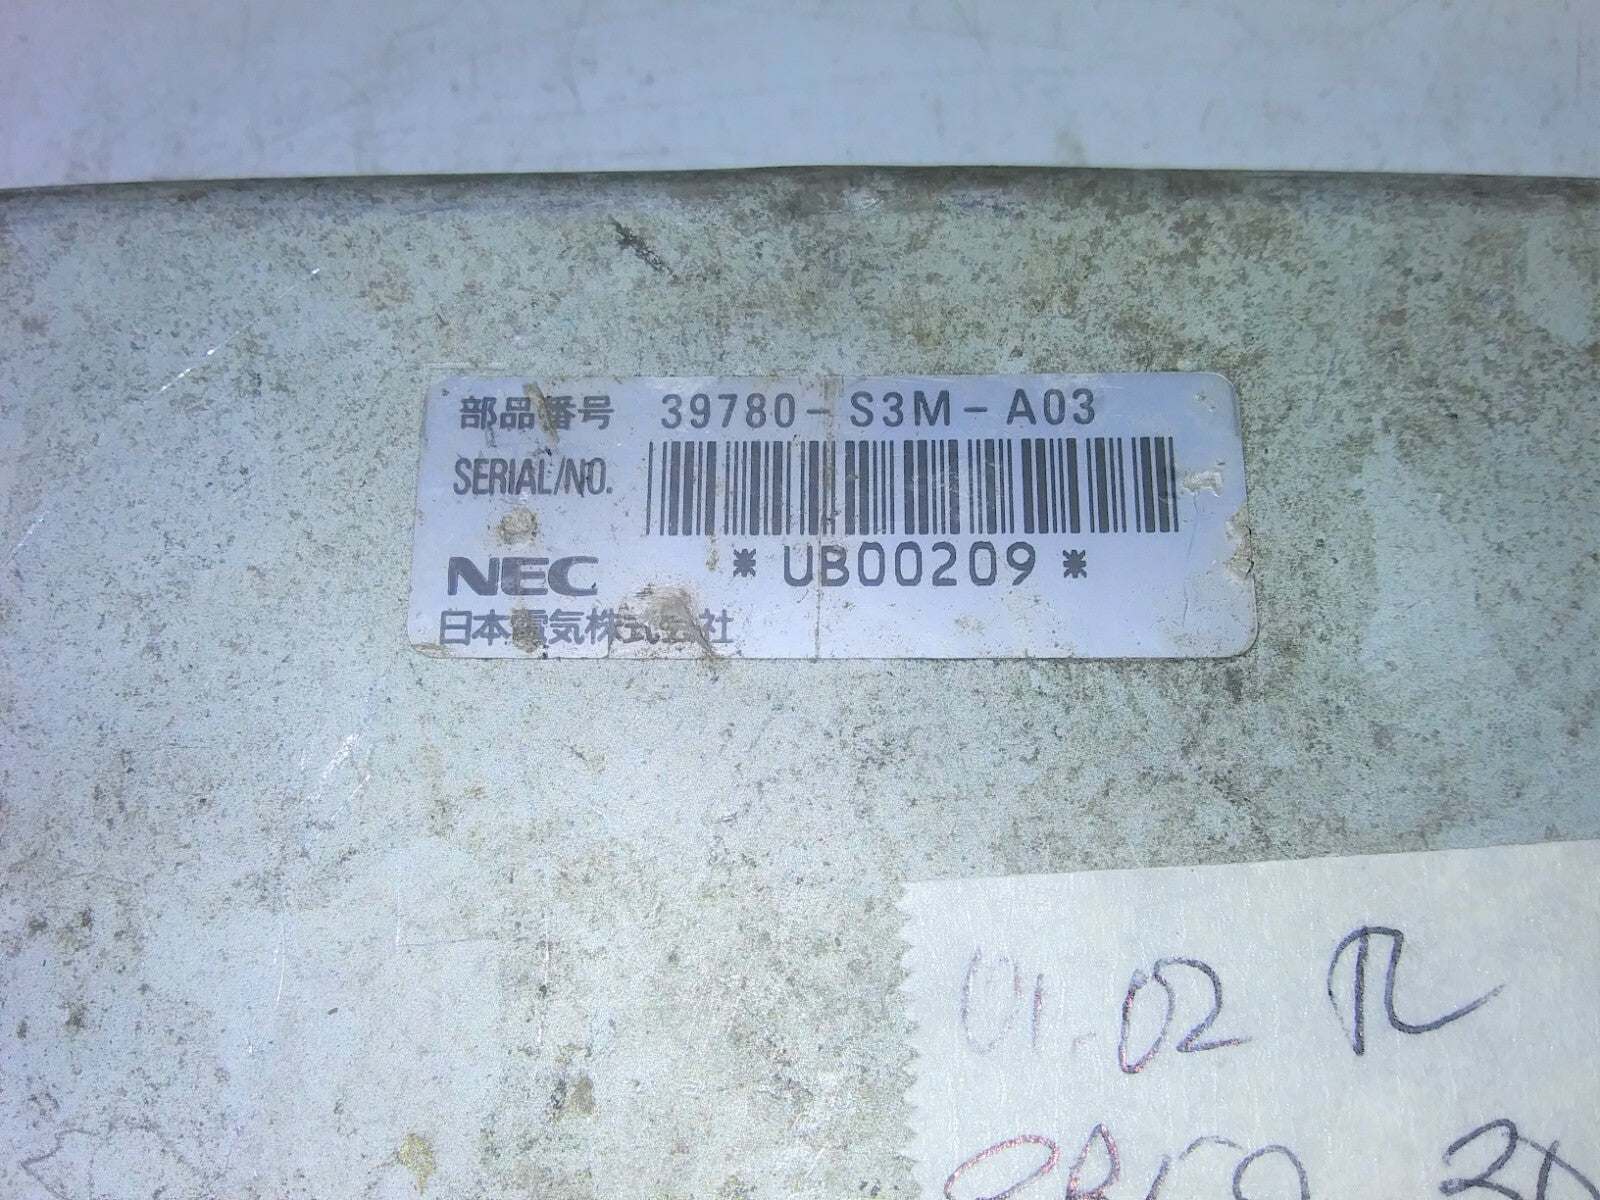 部品番号 39780-S3M-A03
SERIAL/NO.
*UB00209*
NEC
日本電気株式会社
01-02 TL